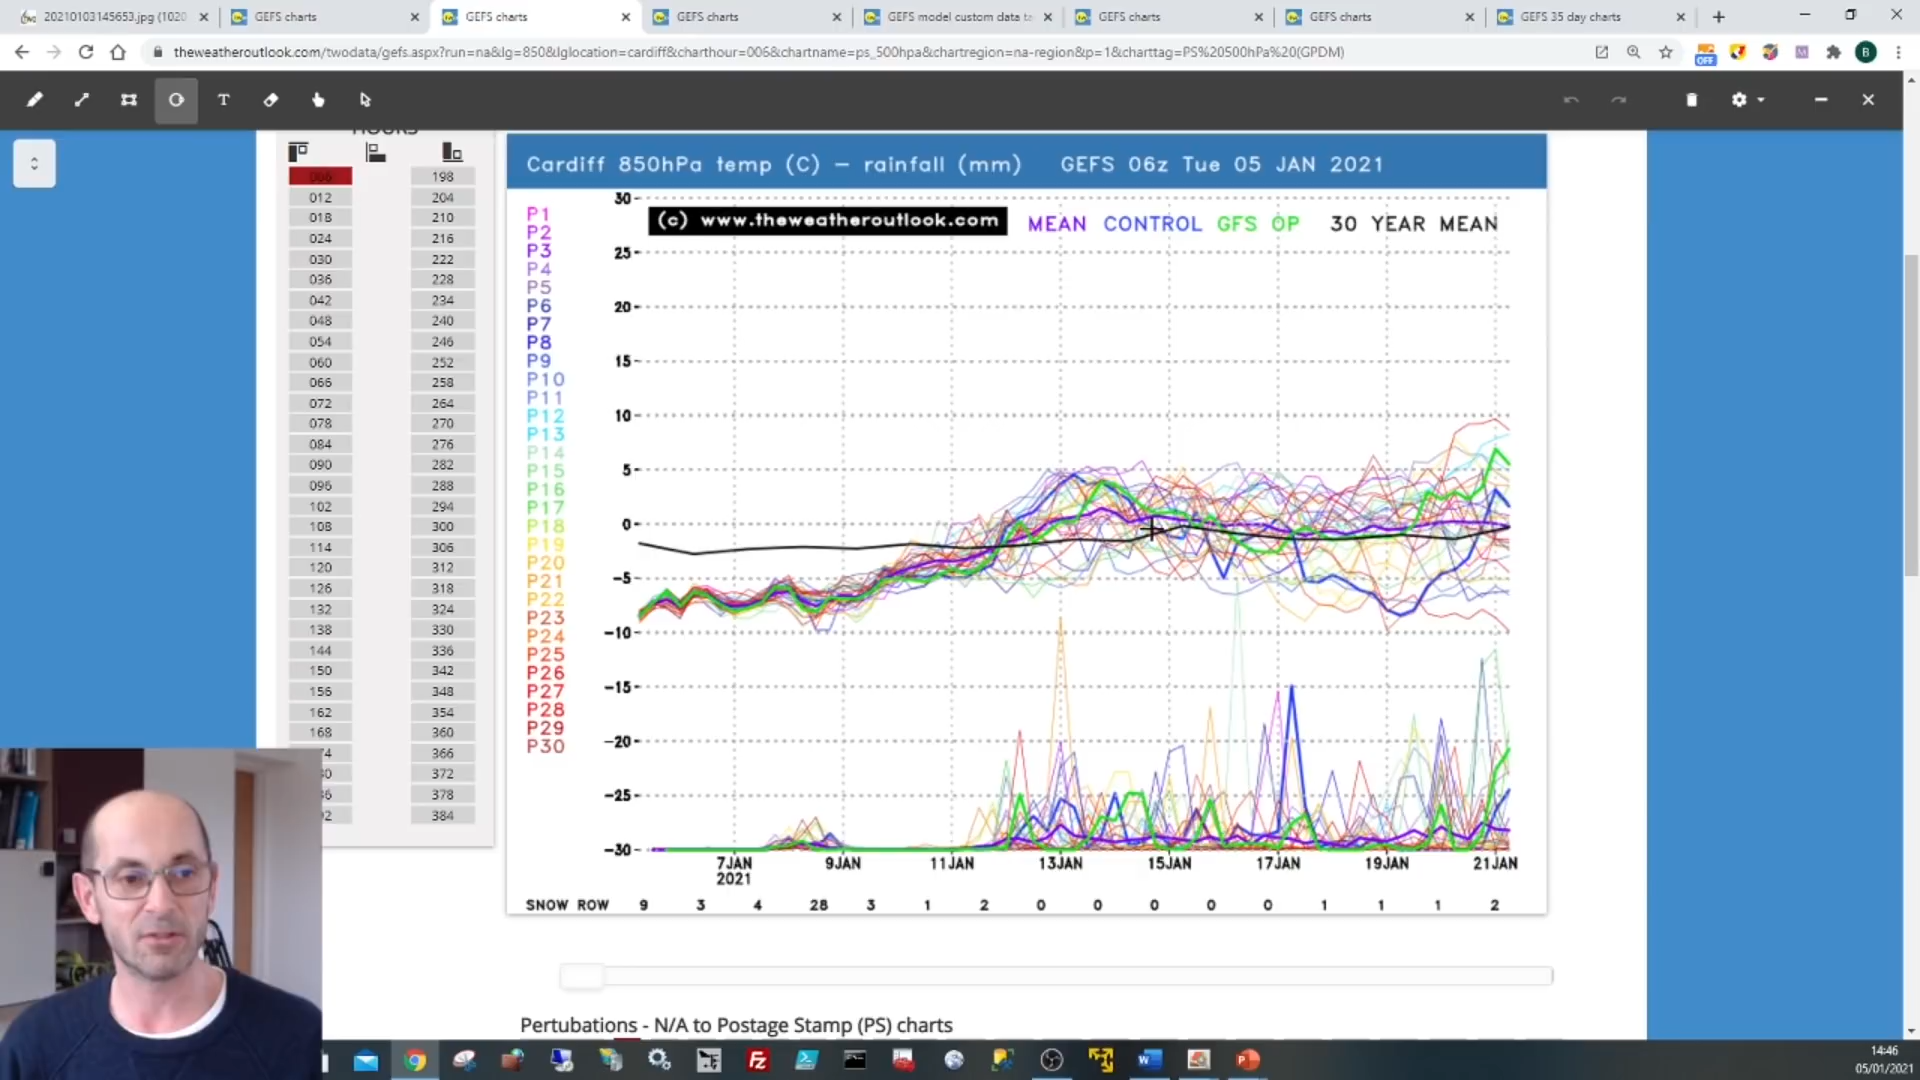 20210103145653.jpg (1020
GEFS charts
GEFS charts
GEFS charts
GEFS model custom data ta
GEFS charts
GEFS charts
GEFS 35 day charts
theweatheroutlook.com/twodata/gefs.aspx?run=na&lg=850&lglocation=cardiff&charthour=006&chartname=ps_500hpa&chartregion=na-region&p=1&charttag=PS%20500hPa%20(GPDM)
OFF
B
T
HOURS
006 198
012 204
018 210
024 216
030 222
036 228
042 234
048 240
054 246
060 252
066 258
072 264
078 270
084 276
090 282
096 288
102 294
108 300
114 306
120 312
126 318
132 324
138 330
144 336
150 342
156 348
162 354
168 360
74 366
372
378
384
Cardiff 850hPa temp (C) – rainfall (mm) GEFS 06z Tue 05 JAN 2021
(c) www.theweatheroutlook.com
MEAN CONTROL GFS OP 30 YEAR MEAN
P1
P2
P3
P4
P5
P6
P7
P8
P9
P10
P11
P12
P13
P14
P15
P16
P17
P18
P19
P20
P21
P22
P23
P24
P25
P26
P27
P28
P29
P30
30
25
20
15
10
5
0
-5
-10
-15
-20
-25
-30
7JAN 9JAN 11JAN 13JAN 15JAN 17JAN 19JAN 21JAN
2021
SNOW ROW 9 3 4 28 3 1 2 0 0 0 0 0 1 1 1 2
Pertubations - N/A to Postage Stamp (PS) charts
14:46
05/01/2021